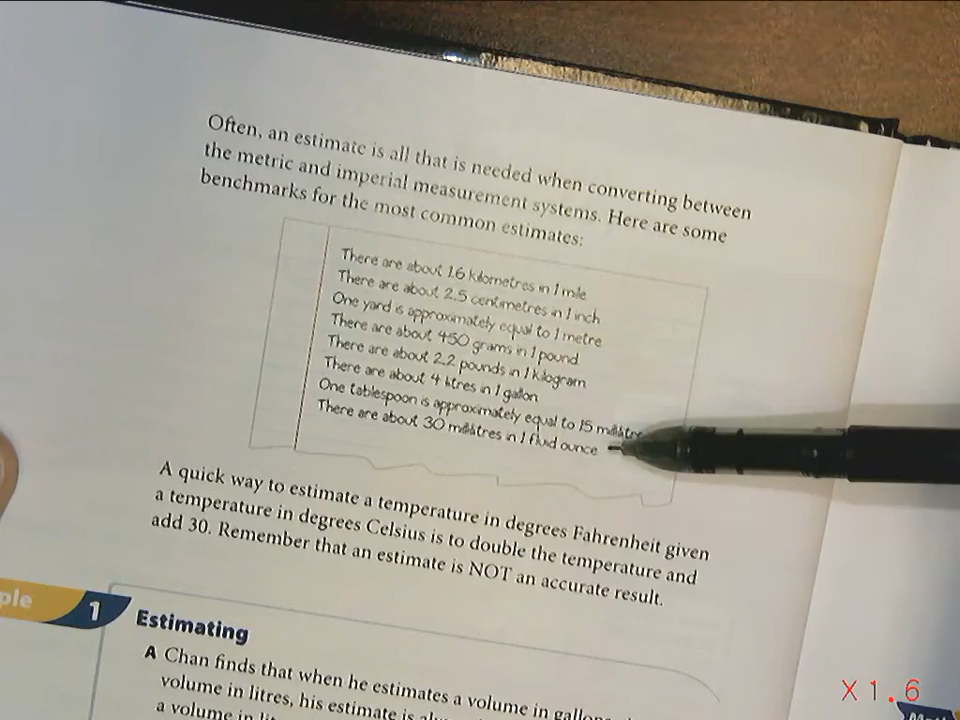 Often, an estimate is all that is needed when converting between
the metric and imperial measurement systems. Here are some
benchmarks for the most common estimates:
There are about 1.6 kilometres in 1 mile
There are about 2.5 centimetres in 1 inch
One yard is approximately equal to 1 metre
There are about 450 grams in 1 pound
There are about 2.2 pounds in 1 kilogram
There are about 4 litres in 1 gallon
One tablespoon is approximately equal to 15
There are about 30 millilitres in 1 fluid ounce
A quick way to estimate a temperature in degrees Fahrenheit given
a temperature in degrees Celsius is to double the temperature and
add 30. Remember that an estimate is NOT an accurate result.
ple 1
Estimating
A Chan finds that when he estimates a volume in gallons
volume in litres, his estimate is
a volume in
X1.6